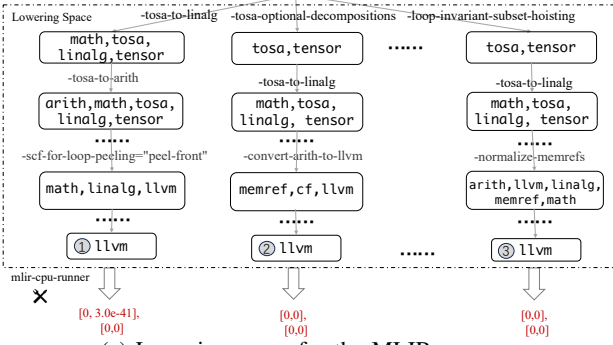 Lowering Space
-tosa-to-linalg
-tosa-optional-decompositions
-loop-invariant-subset-hoisting
math,tosa,
linalg,tensor
tosa,tensor
......
tosa,tensor
-tosa-to-arith
-tosa-to-linalg
-tosa-to-linalg
arith,math,tosa,
linalg,tensor
math,tosa,
linalg, tensor
math,tosa,
linalg, tensor
......
......
......
-scf-for-loop-peeling="peel-front"
-convert-arith-to-llvm
-normalize-memrefs
math,linalg,llvm
memref,cf,llvm
arith,llvm,linalg,
memref,math
......
......
......
1 llvm
2 llvm
......
3 llvm
mlir-cpu-runner
[0, 3.0e-41],
[0,0]
[0,0],
[0,0]
[0,0],
[0,0]